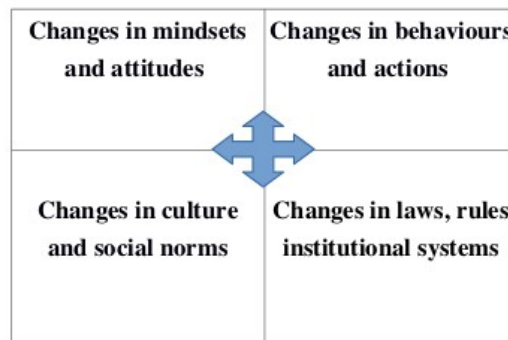 Changes in mindsets
and attitudes
Changes in behaviours
and actions
Changes in culture
and social norms
Changes in laws, rules
institutional systems